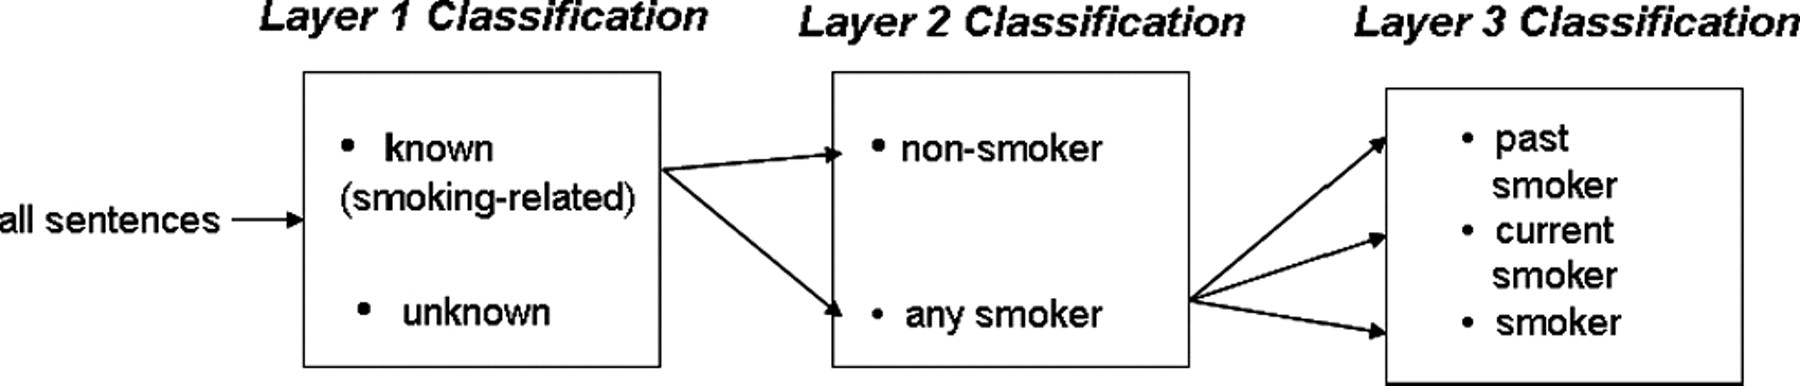 Layer 1 Classification
Layer 2 Classification
Layer 3 Classification
all sentences
• known
(smoking-related)
• unknown
• non-smoker
• any smoker
• past
smoker
• current
smoker
• smoker